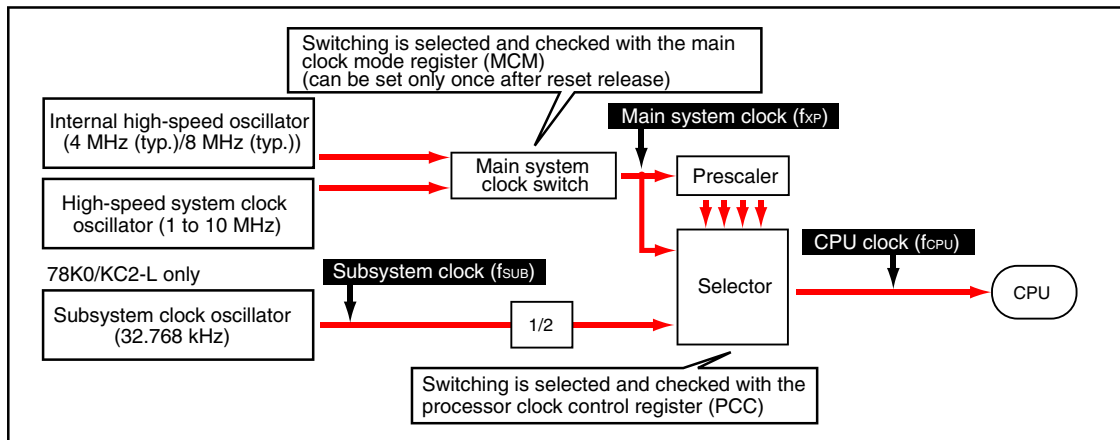 Switching is selected and checked with the main
clock mode register (MCM)
(can be set only once after reset release)
Internal high-speed oscillator
(4 MHz (typ.)/8 MHz (typ.))
Main system clock (fXP)
Main system
clock switch
Prescaler
High-speed system clock
oscillator (1 to 10 MHz)
CPU clock (fCPU)
78K0/KC2-L only
Subsystem clock (fSUB)
Selector
CPU
Subsystem clock oscillator
(32.768 kHz)
1/2
Switching is selected and checked with the
processor clock control register (PCC)